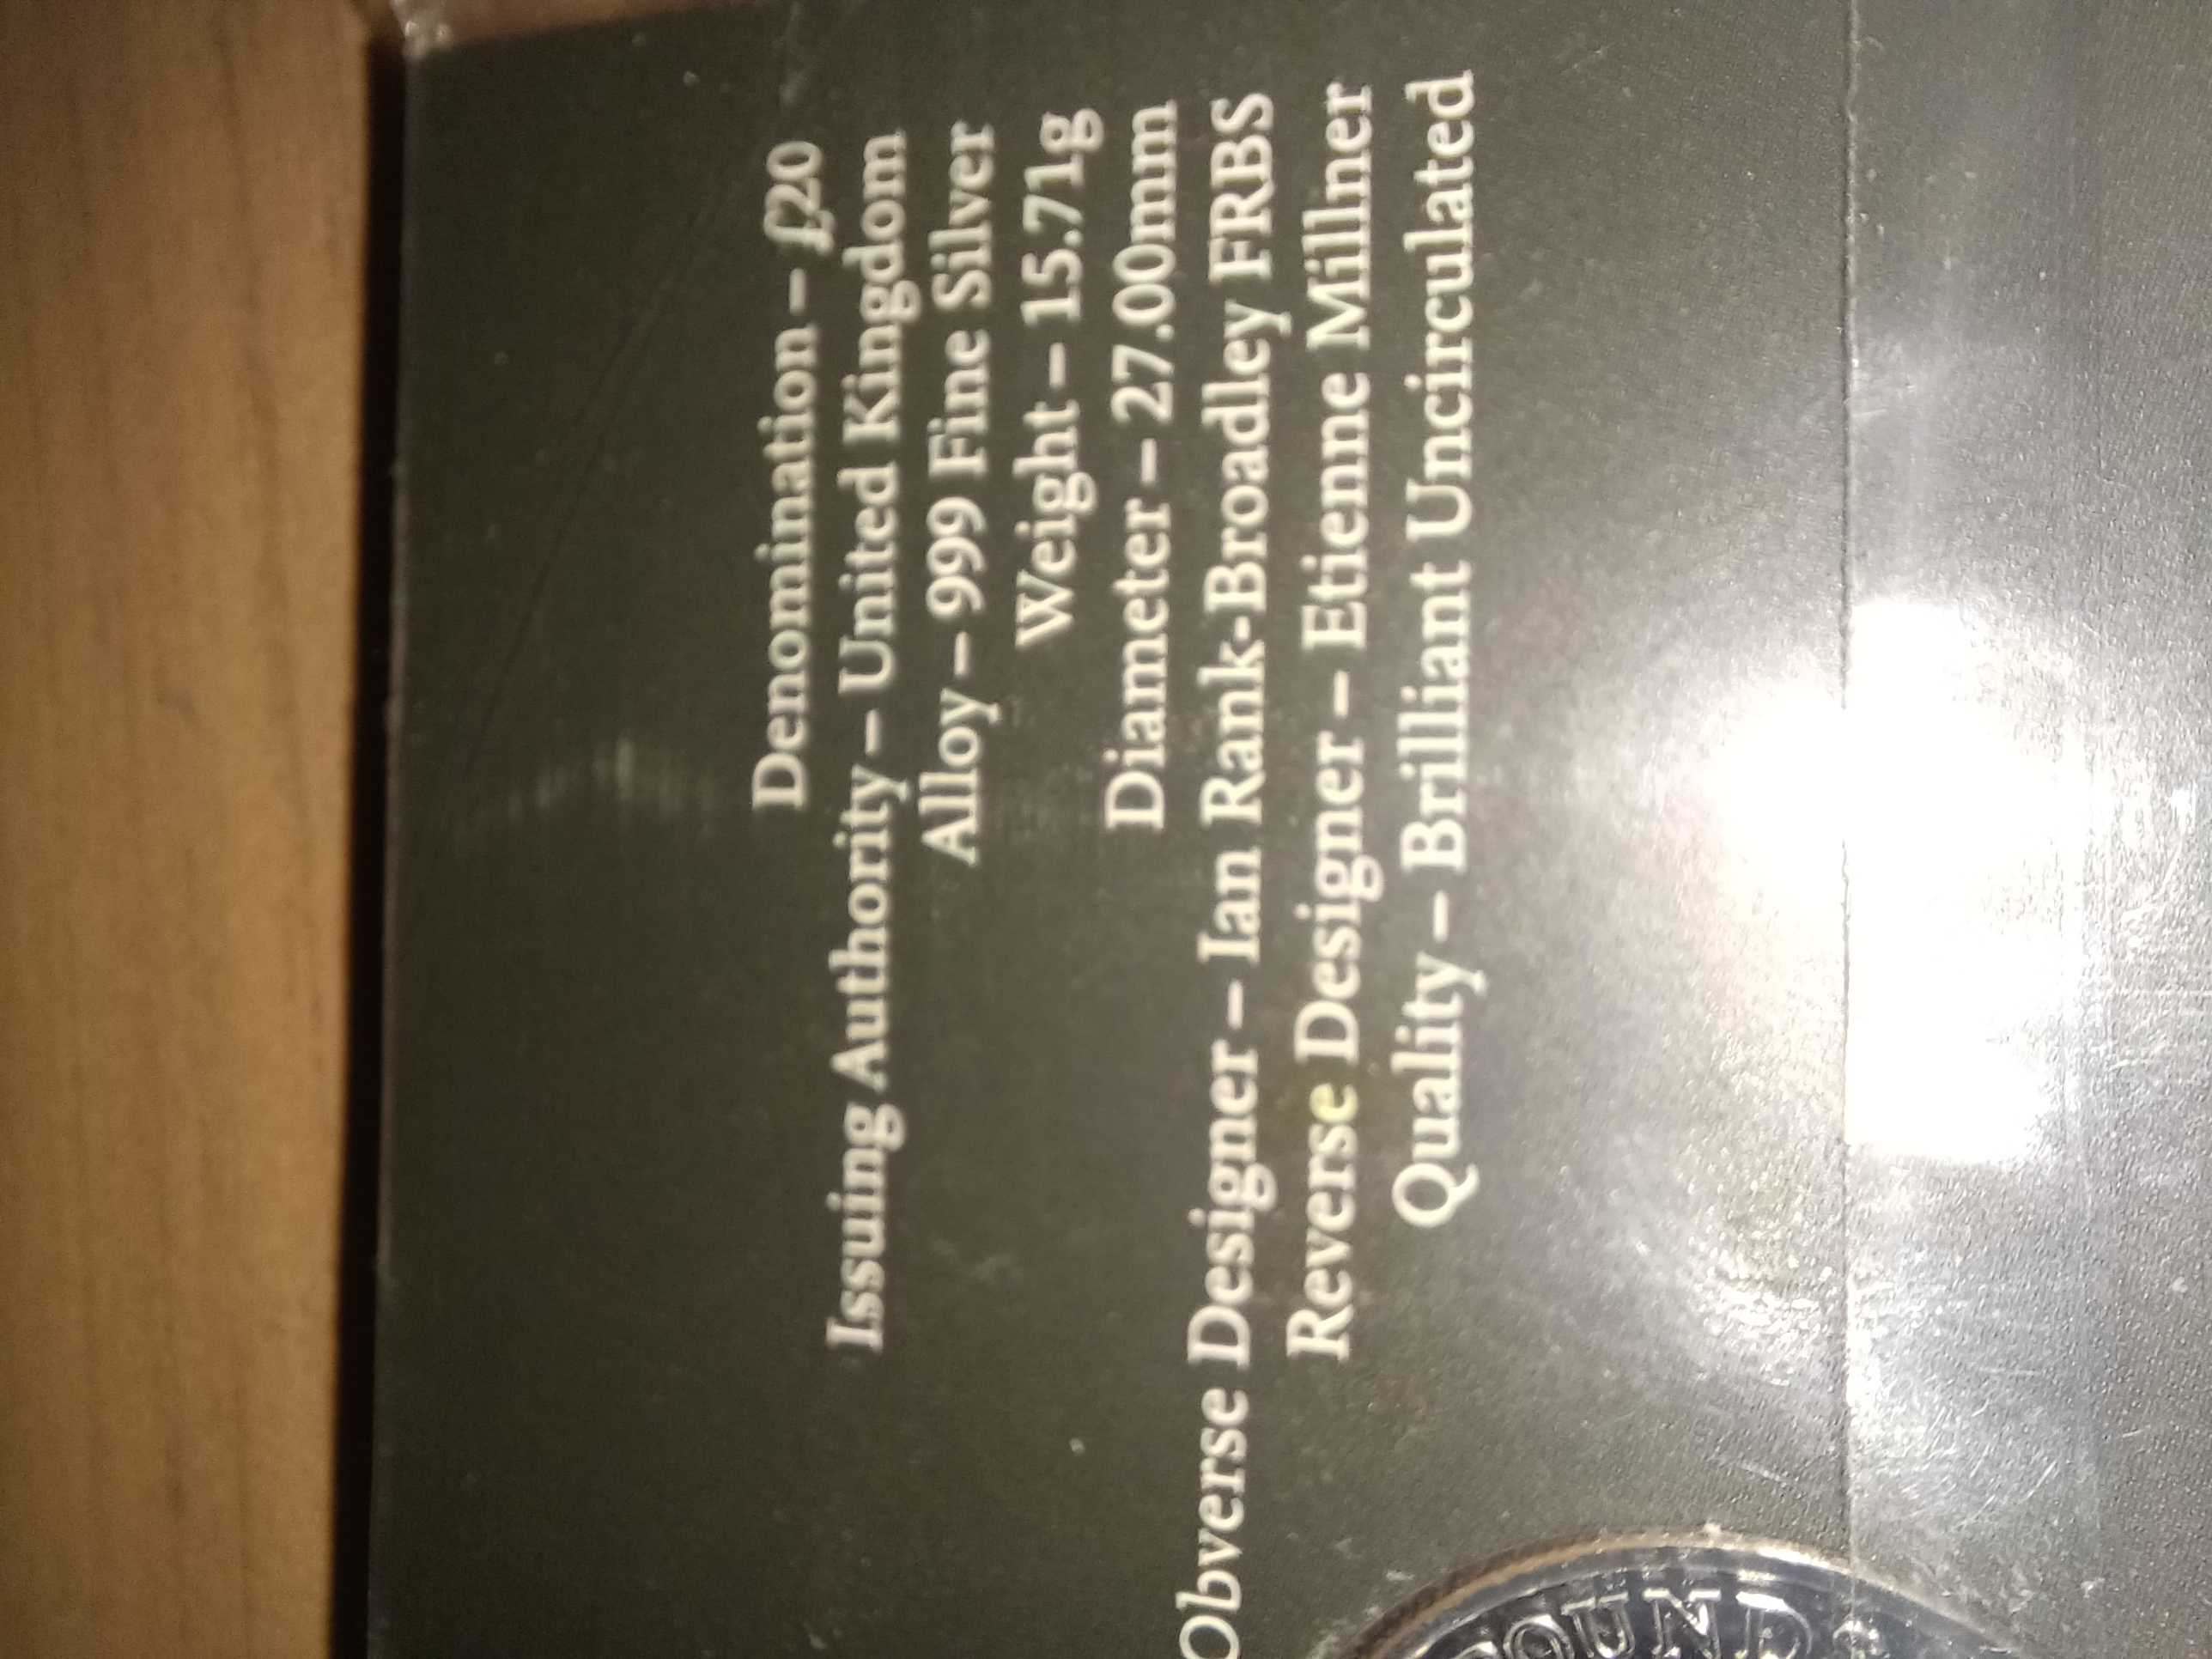 Denomination – £20
Issuing Authority – United Kingdom
Alloy – 999 Fine Silver
Weight – 15.71g
Diameter – 27.00mm
Obverse Designer – Ian Rank-Broadley FRBS
Reverse Designer – Etienne Millner
Quality – Brilliant Uncirculated